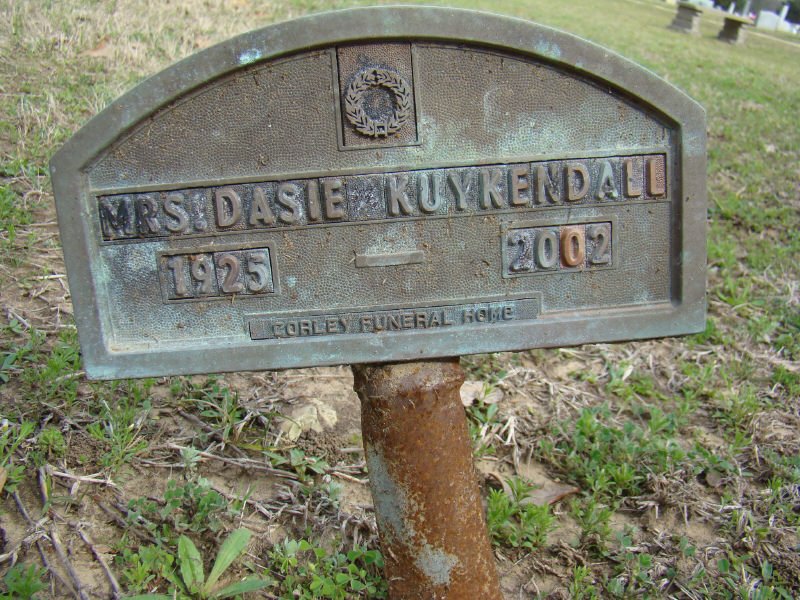 MRS. DASIE KUYKENDALL
1925 — 2002
CORLEY FUNERAL HOME